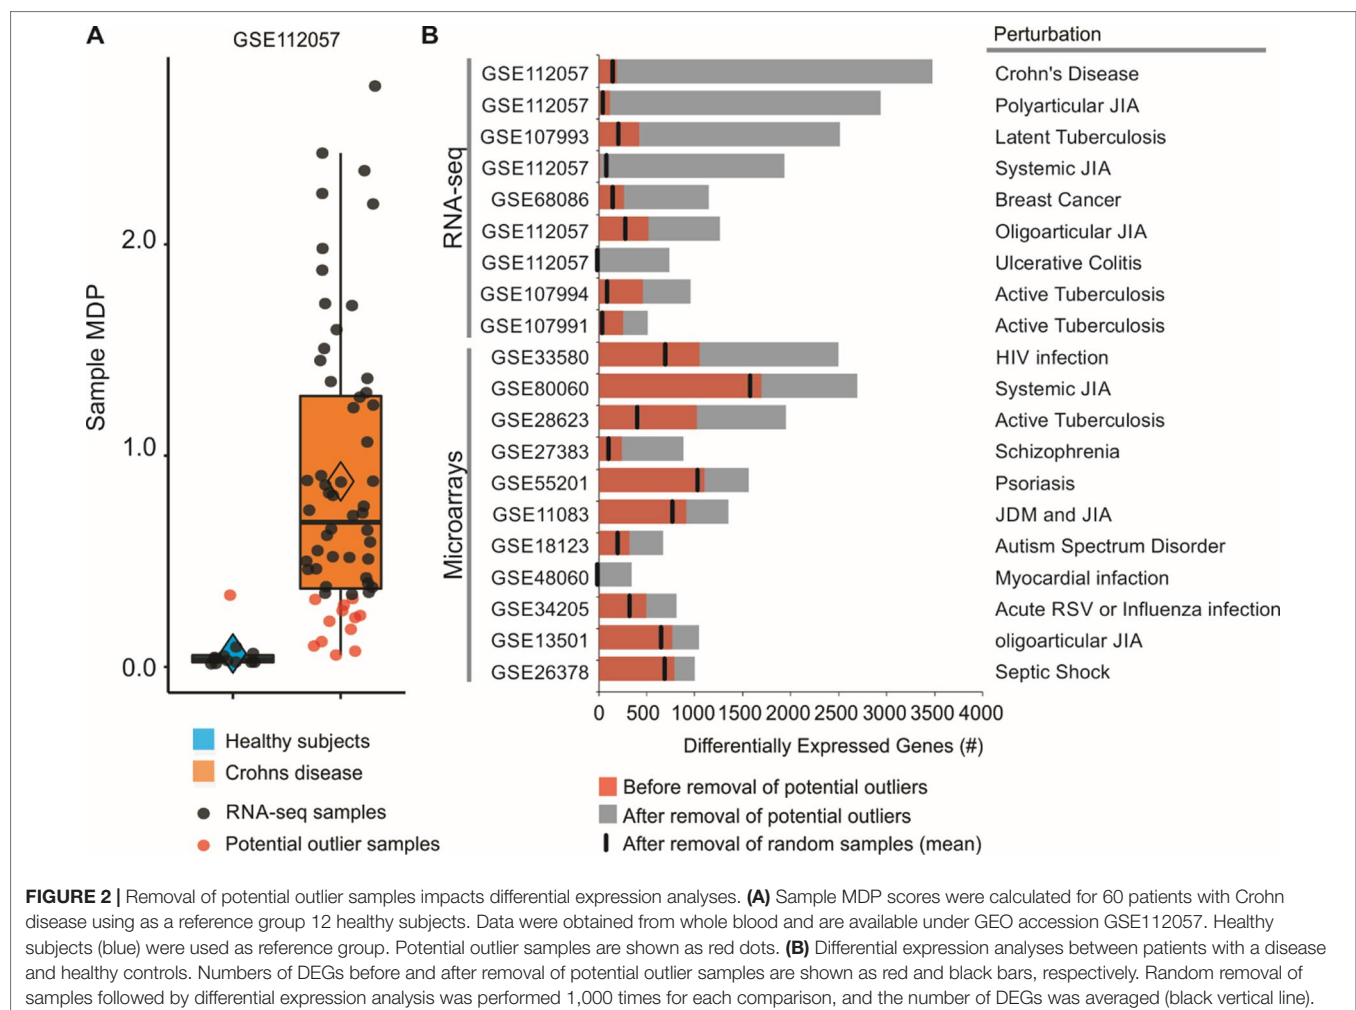 A
GSE112057
Sample MDP
2.0
1.0
0.0
Healthy subjects
Crohns disease
RNA-seq samples
Potential outlier samples
B
Perturbation
RNA-seq
GSE112057 Crohn's Disease
GSE112057 Polyarticular JIA
GSE107993 Latent Tuberculosis
GSE112057 Systemic JIA
GSE68086 Breast Cancer
GSE112057 Oligoarticular JIA
GSE112057 Ulcerative Colitis
GSE107994 Active Tuberculosis
GSE107991 Active Tuberculosis
Microarrays
GSE33580 HIV infection
GSE80060 Systemic JIA
GSE28623 Active Tuberculosis
GSE27383 Schizophrenia
GSE55201 Psoriasis
GSE11083 JDM and JIA
GSE18123 Autism Spectrum Disorder
GSE48060 Myocardial infaction
GSE34205 Acute RSV or Influenza infection
GSE13501 oligoarticular JIA
GSE26378 Septic Shock
0 500 1000 1500 2000 2500 3000 3500 4000
Differentially Expressed Genes (#)
Before removal of potential outliers
After removal of potential outliers
After removal of random samples (mean)
FIGURE 2 | Removal of potential outlier samples impacts differential expression analyses. (A) Sample MDP scores were calculated for 60 patients with Crohn
disease using as a reference group 12 healthy subjects. Data were obtained from whole blood and are available under GEO accession GSE112057. Healthy
subjects (blue) were used as reference group. Potential outlier samples are shown as red dots. (B) Differential expression analyses between patients with a disease
and healthy controls. Numbers of DEGs before and after removal of potential outlier samples are shown as red and black bars, respectively. Random removal of
samples followed by differential expression analysis was performed 1,000 times for each comparison, and the number of DEGs was averaged (black vertical line).